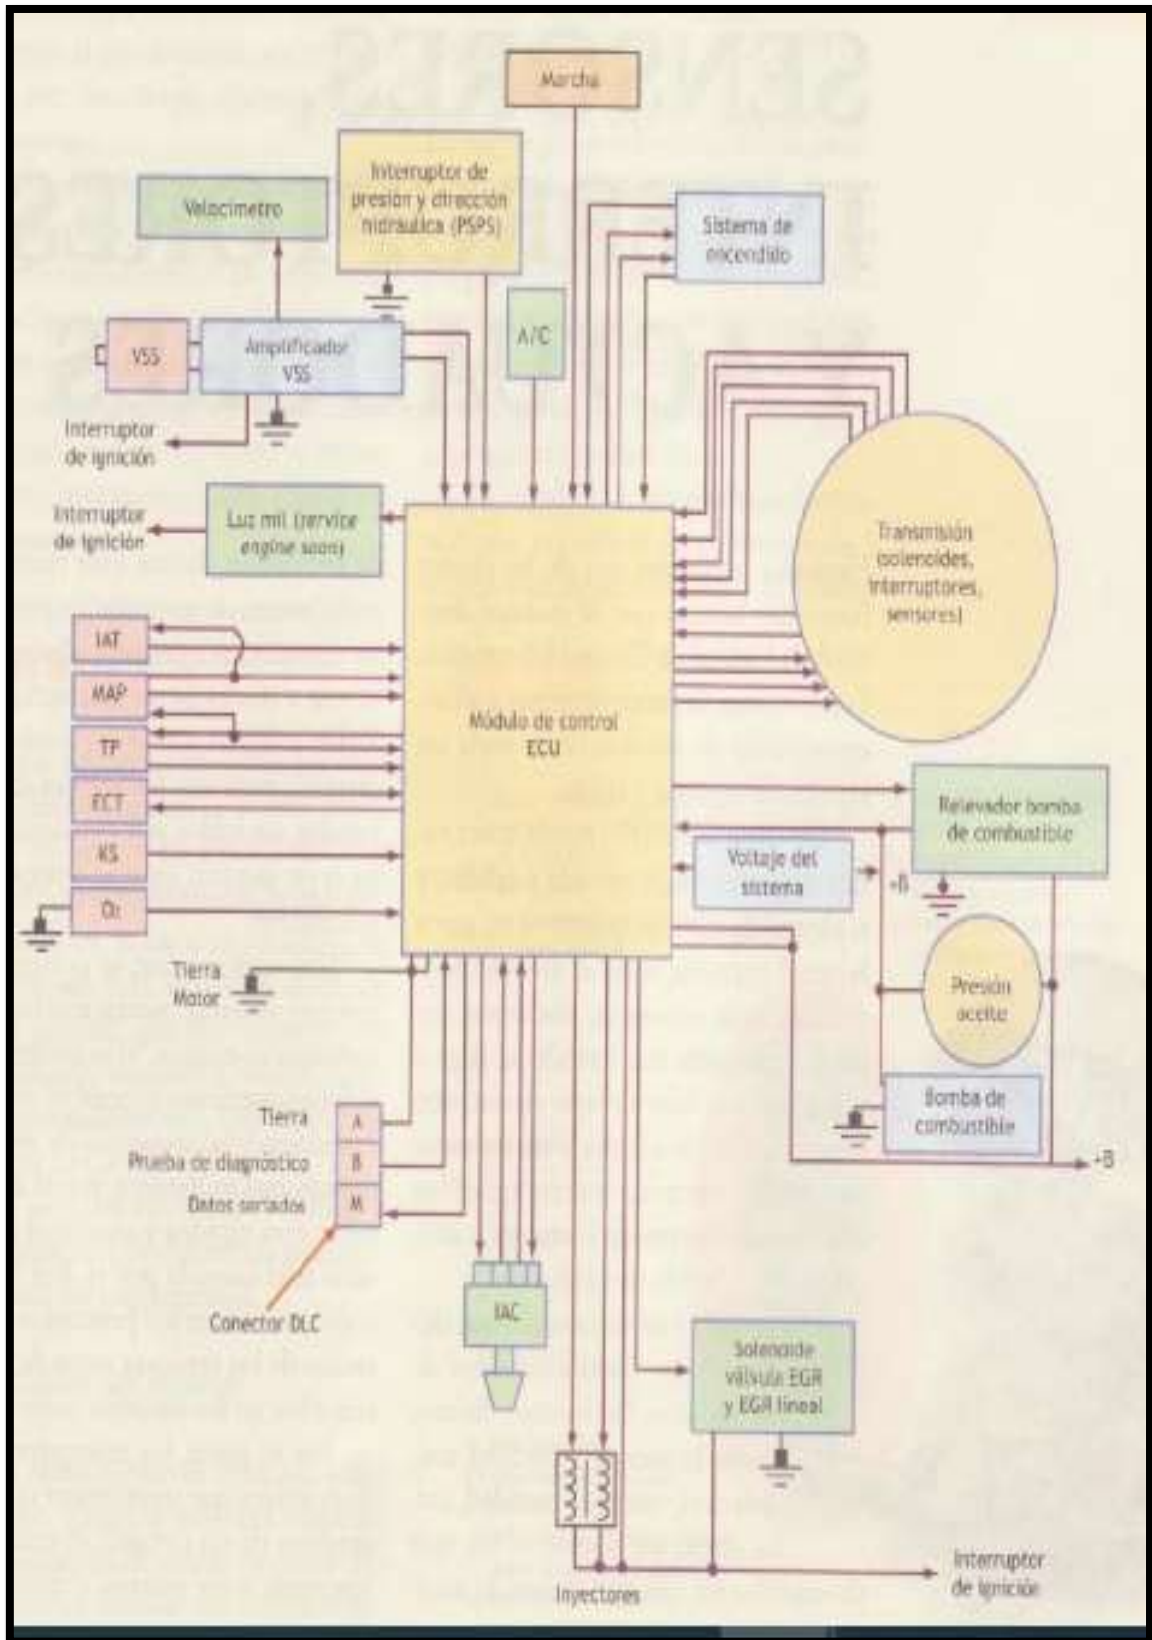 Marcha
Interruptor de
presión y dirección
hidraulica (PSPS)
Velocímetro
Sistema de
encendido
A/C
VSS
Amplificador
VSS
Interruptor
de ignición
Luz mil (service
engine soon)
Interruptor
de ignición
Transmisión
(solenoides,
interruptores,
sensores)
IAT
MAP
TP
ECT
KS
O₂
Módulo de control
ECU
Relevador bomba
de combustible
Voltaje del
sistema
+B
Presión
aceite
Bomba de
combustible
+B
Tierra
Motor
Tierra
A
Prueba de diagnóstico
B
Datos seriados
M
Conector DLC
IAC
Solenoide
válvula EGR
y EGR lineal
Interruptor
de ignición
Inyectores